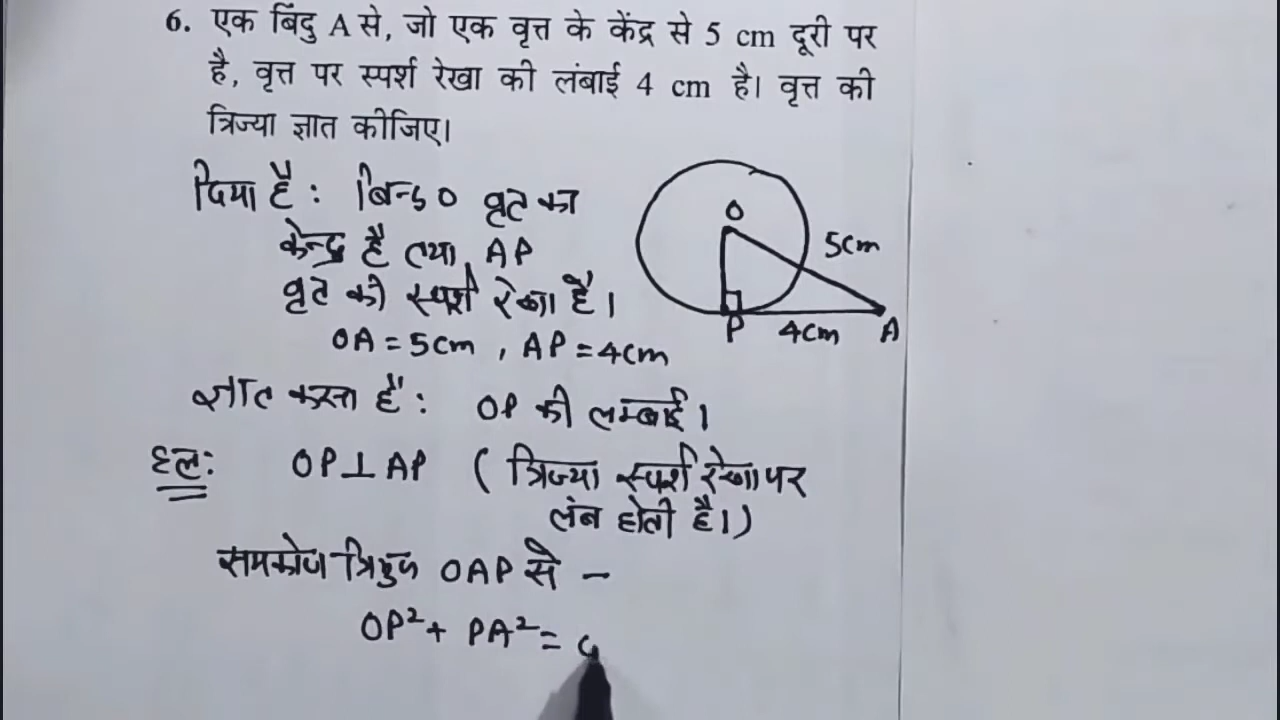 6. एक बिंदु A से, जो एक वृत्त के केंद्र से 5 cm दूरी पर
है, वृत्त पर स्पर्श रेखा की लंबाई 4 cm है। वृत्त की
त्रिज्या ज्ञात कीजिए।
दिया है : बिन्दु O वृत का
केन्द्र है तथा AP
वृत की स्पर्श रेखा है।
OA = 5cm , AP = 4cm
O
5cm
P 4cm A
ज्ञात करना है : OP की लम्बाई।
हल: OP⊥AP ( त्रिज्या स्पर्श रेखा पर
लंब होती है।)
समकोण त्रिभुज OAP से –
OP² + PA² =